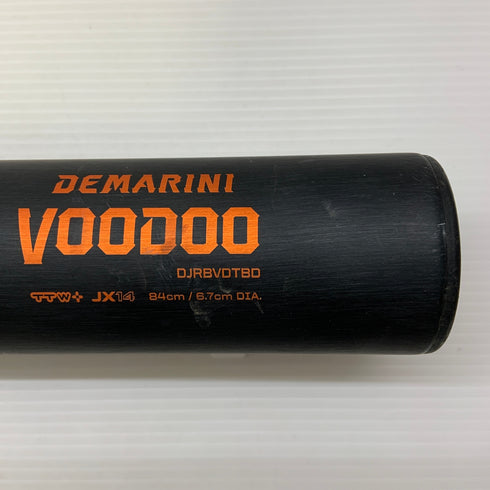 DEMARINI
VOODOO
DJRBVDTBD
TTW+ JX14 84cm / 6.7cm DIA.